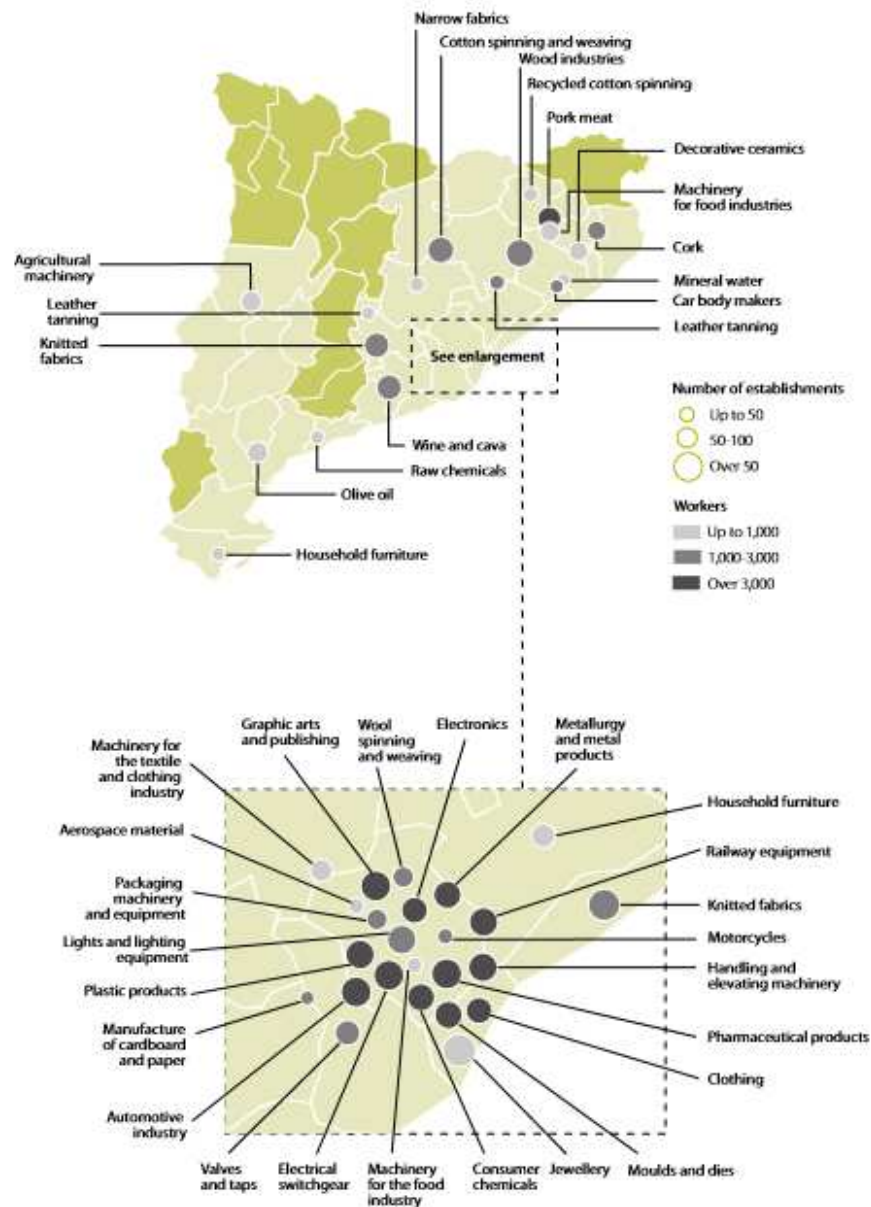 Narrow fabrics
Cotton spinning and weaving
Wood industries
Recycled cotton spinning
Pork meat
Decorative ceramics
Machinery
for food industries
Cork
Agricultural
machinery
Mineral water
Leather
tanning
Car body makers
Leather tanning
Knitted
fabrics
See enlargement
Number of establishments
Up to 50
50-100
Over 50
Wine and cava
Raw chemicals
Olive oil
Workers
Up to 1,000
1,000-3,000
Over 3,000
Household furniture
Graphic arts
and publishing
Wool
spinning
and weaving
Electronics
Metallurgy
and metal
products
Machinery for
the textile
and clothing
industry
Household furniture
Aerospace material
Railway equipment
Packaging
machinery
and equipment
Knitted fabrics
Lights and lighting
equipment
Motorcycles
Plastic products
Handling and
elevating machinery
Manufacture
of cardboard
and paper
Pharmaceutical products
Clothing
Automotive
industry
Valves
and taps
Electrical
switchgear
Machinery
for the food
industry
Consumer
chemicals
Jewellery
Moulds and dies